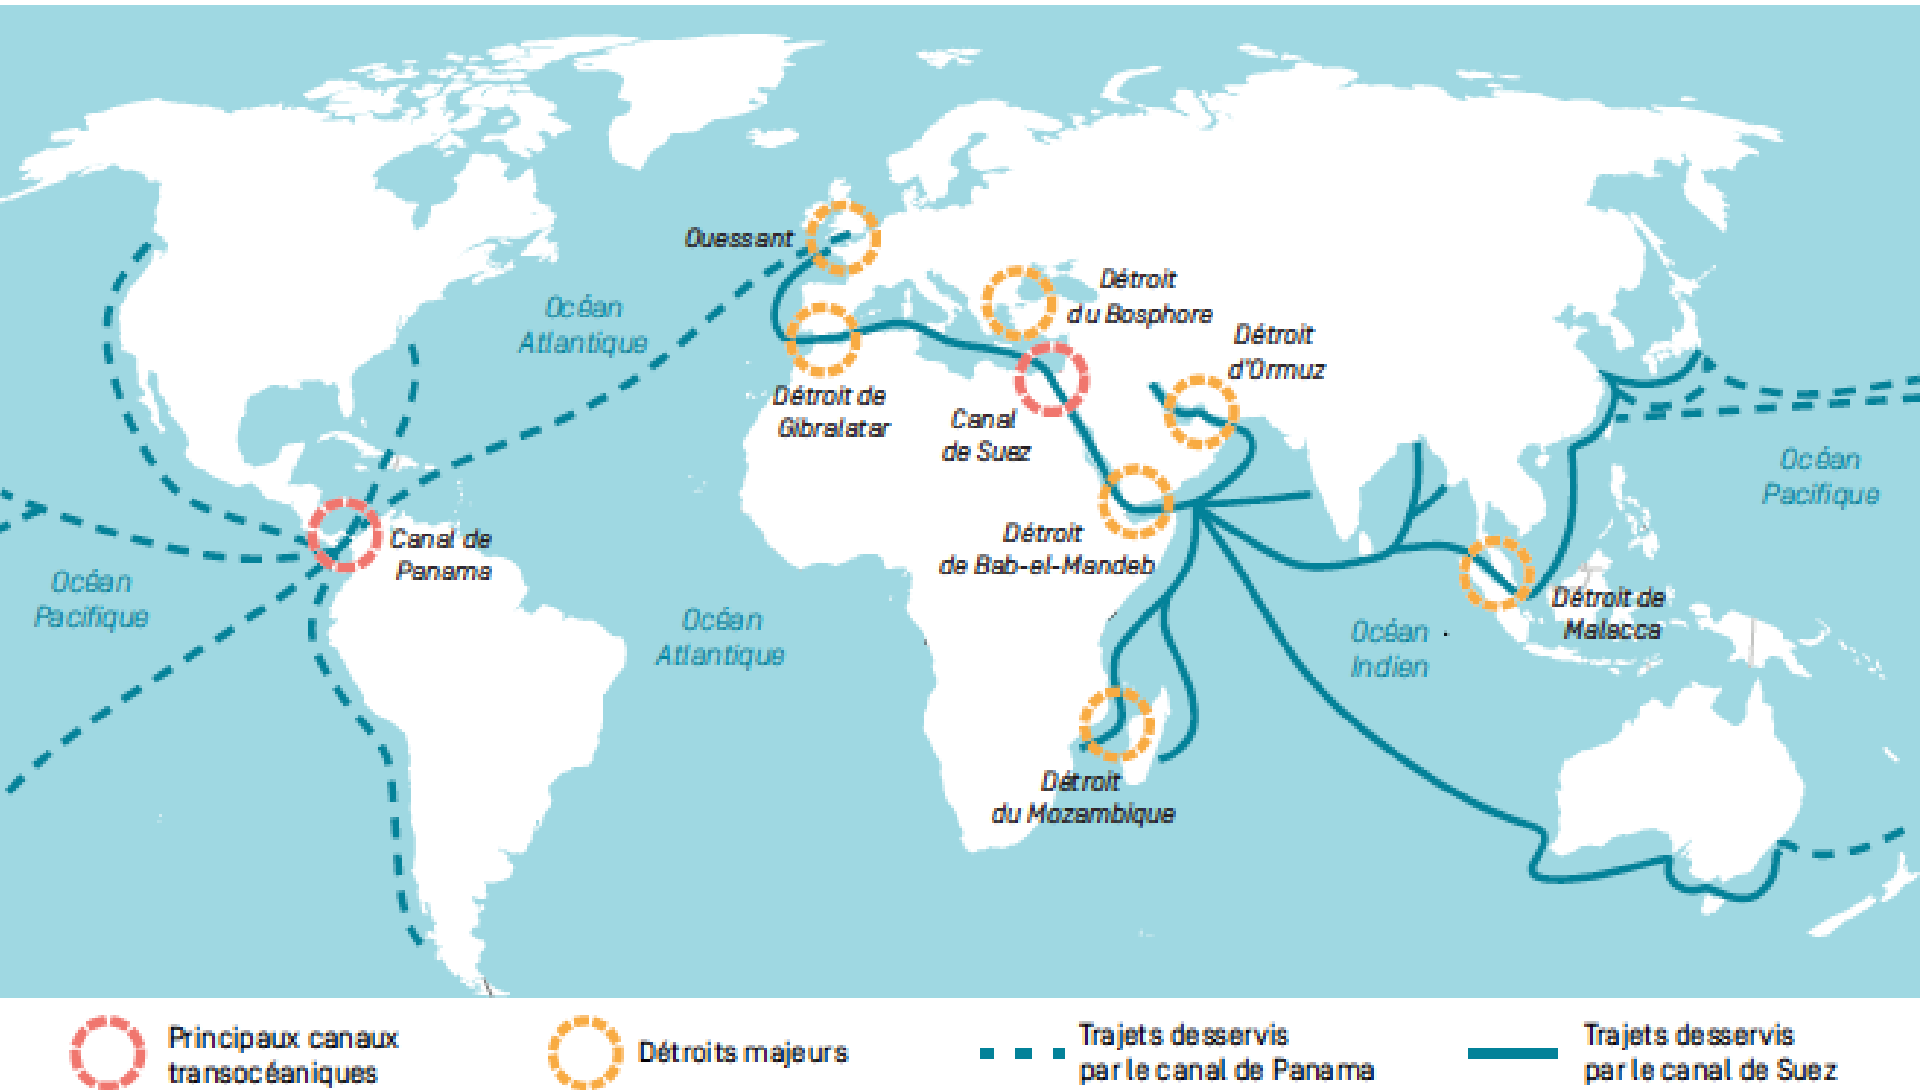 Ouessant
Océan
Atlantique
Détroit
du Bosphore
Détroit
d'Ormuz
Détroit de
Gibralatar
Canal
de Suez
Océan
Pacifique
Canal de
Panama
Détroit
de Bab-el-Mandeb
Océan
Pacifique
Océan
Atlantique
Détroit de
Malacca
Océan
Indien
Détroit
du Mozambique
Principaux canaux
transocéaniques
Détroits majeurs
Trajets desservis
par le canal de Panama
Trajets desservis
par le canal de Suez